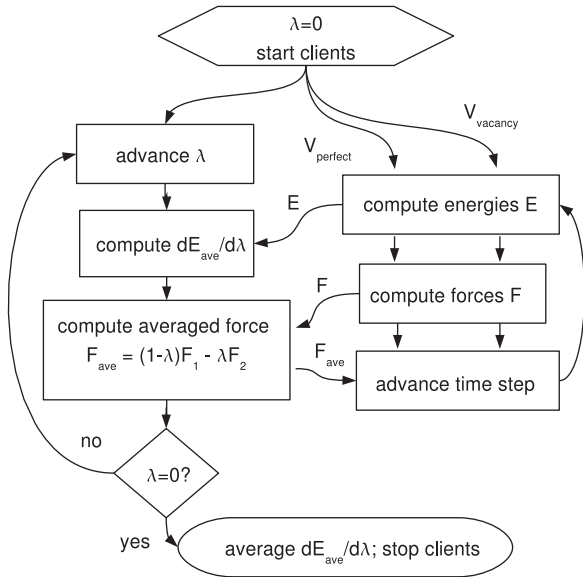 λ=0
start clients
V_vacancy
V_perfect
advance λ
E
compute energies E
compute dE_ave/dλ
F
compute forces F
compute averaged force
F_ave = (1-λ)F_1 - λF_2
F_ave
advance time step
no
λ=0?
yes
average dE_ave/dλ; stop clients